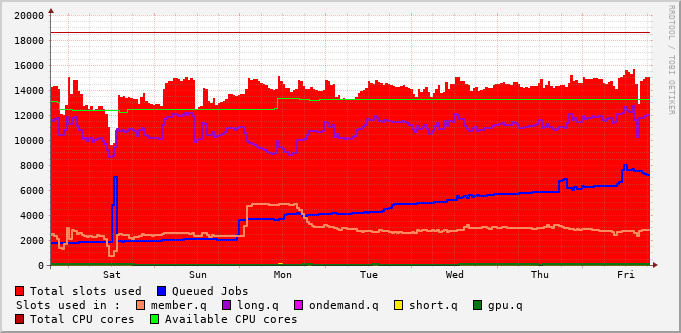 20000
18000
16000
14000
12000
10000
8000
6000
4000
2000
0
Sat Sun Mon Tue Wed Thu Fri
RRDTOOL / TOBI OETIKER
Total slots used Queued Jobs
Slots used in : member.q long.q ondemand.q short.q gpu.q
Total CPU cores Available CPU cores